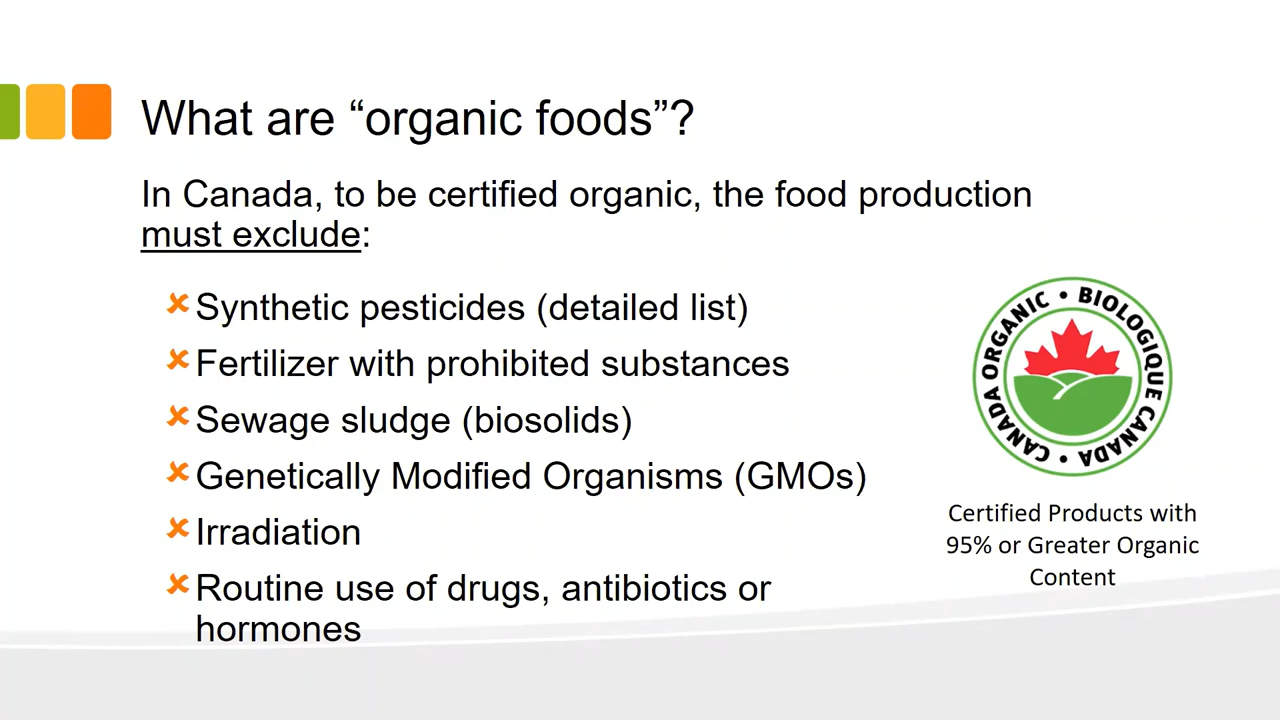 What are “organic foods”?
In Canada, to be certified organic, the food production
must exclude:
Synthetic pesticides (detailed list)
Fertilizer with prohibited substances
Sewage sludge (biosolids)
Genetically Modified Organisms (GMOs)
Irradiation
Routine use of drugs, antibiotics or
hormones
CANADA ORGANIC • BIOLOGIQUE CANADA •
Certified Products with
95% or Greater Organic
Content